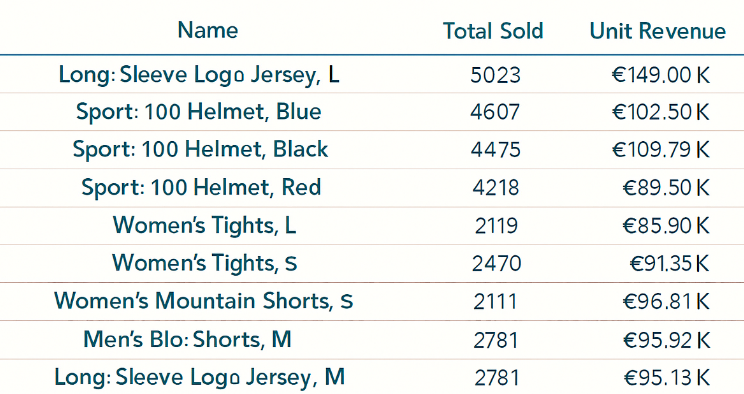 Name Total Sold Unit Revenue
Long: Sleeve Logo Jersey, L 5023 €149.00 K
Sport: 100 Helmet, Blue 4607 €102.50 K
Sport: 100 Helmet, Black 4475 €109.79 K
Sport: 100 Helmet, Red 4218 €89.50 K
Women's Tights, L 2119 €85.90 K
Women's Tights, S 2470 €91.35 K
Women's Mountain Shorts, S 2111 €96.81 K
Men's Blo: Shorts, M 2781 €95.92 K
Long: Sleeve Logo Jersey, M 2781 €95.13 K